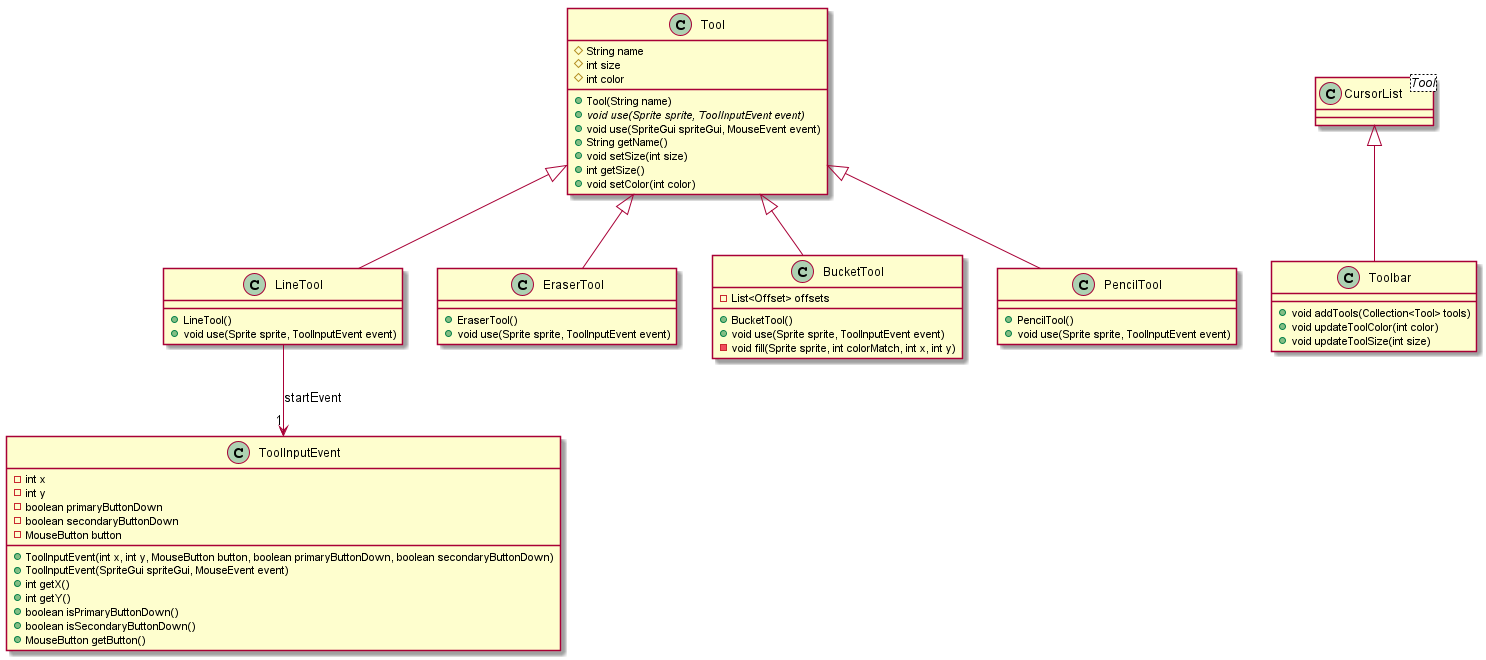 C Tool
String name
int size
int color
Tool(String name)
void use(Sprite sprite, ToolInputEvent event)
void use(SpriteGui spriteGui, MouseEvent event)
String getName()
void setSize(int size)
int getSize()
void setColor(int color)
C CursorList
Tool
C LineTool
LineTool()
void use(Sprite sprite, ToolInputEvent event)
C EraserTool
EraserTool()
void use(Sprite sprite, ToolInputEvent event)
C BucketTool
List<Offset> offsets
BucketTool()
void use(Sprite sprite, ToolInputEvent event)
void fill(Sprite sprite, int colorMatch, int x, int y)
C PencilTool
PencilTool()
void use(Sprite sprite, ToolInputEvent event)
C Toolbar
void addTools(Collection<Tool> tools)
void updateToolColor(int color)
void updateToolSize(int size)
startEvent
1
C ToolInputEvent
int x
int y
boolean primaryButtonDown
boolean secondaryButtonDown
MouseButton button
ToolInputEvent(int x, int y, MouseButton button, boolean primaryButtonDown, boolean secondaryButtonDown)
ToolInputEvent(SpriteGui spriteGui, MouseEvent event)
int getX()
int getY()
boolean isPrimaryButtonDown()
boolean isSecondaryButtonDown()
MouseButton getButton()